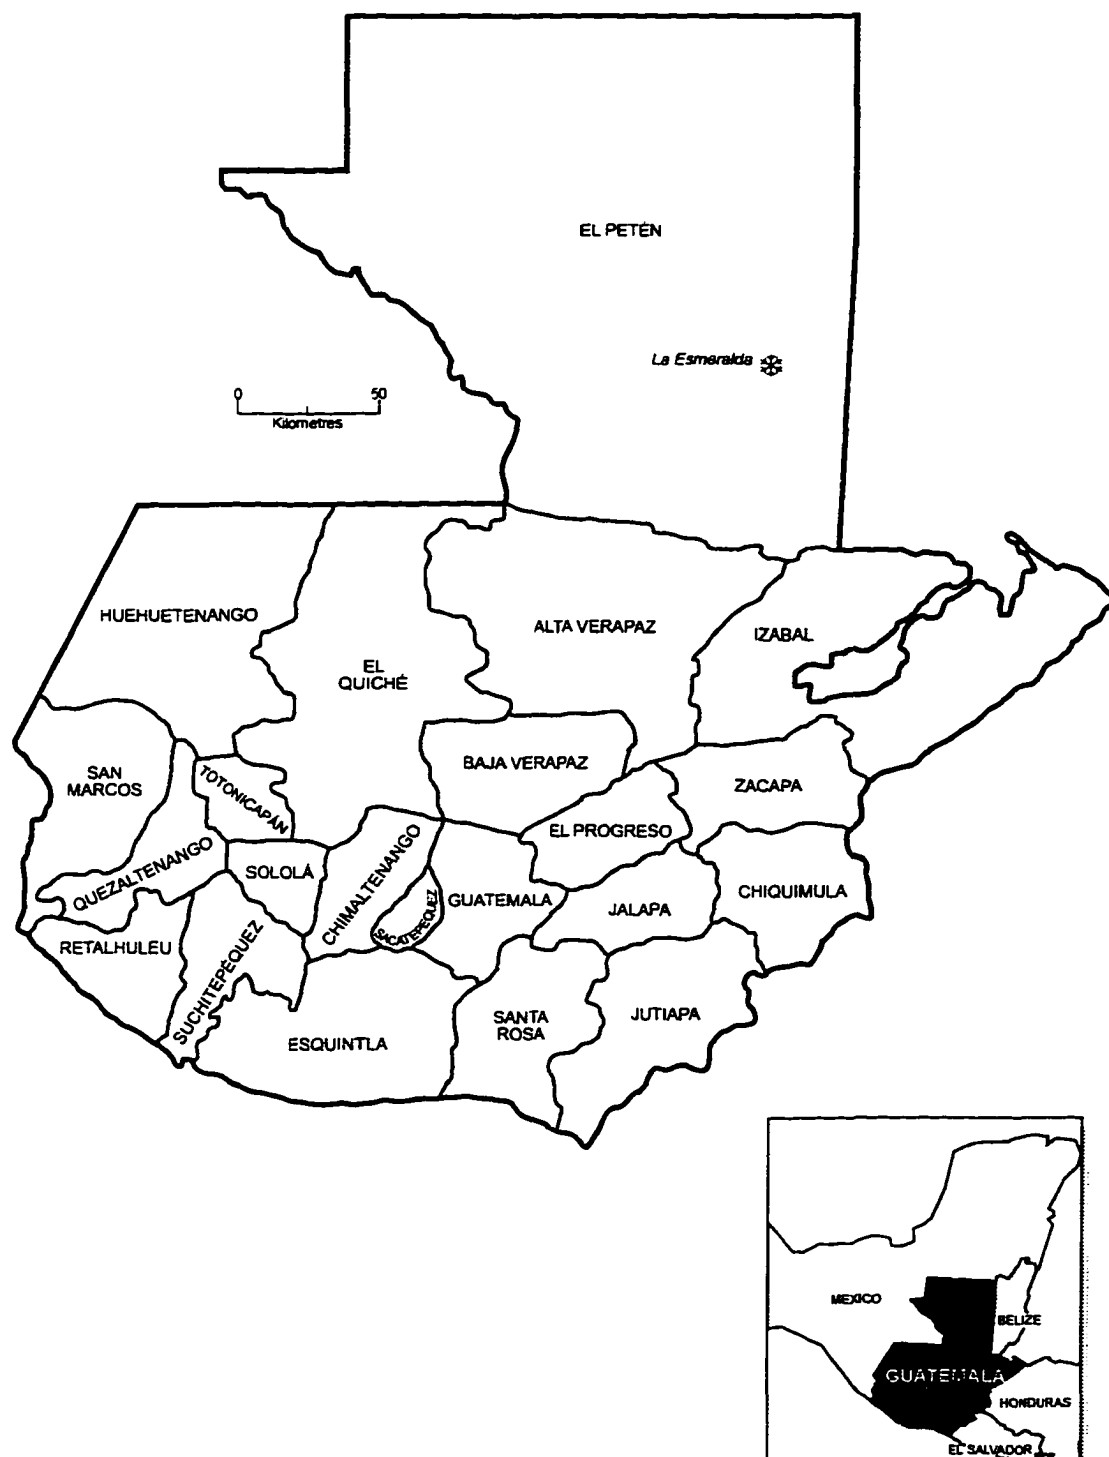 EL PETÉN
La Esmeralda
0 50
Kilometres
HUEHUETENANGO
ALTA VERAPAZ
IZABAL
EL
QUICHÉ
SAN
MARCOS
TOTONICAPÁN
BAJA VERAPAZ
ZACAPA
EL PROGRESO
QUEZALTENANGO
SOLOLÁ
CHIMALTENANGO
SACATEPEQUEZ
GUATEMALA
JALAPA
CHIQUIMULA
RETALHULEU
SUCHITEPÉQUEZ
ESQUINTLA
SANTA
ROSA
JUTIAPA
MEXICO
BELIZE
GUATEMALA
HONDURAS
EL SALVADOR